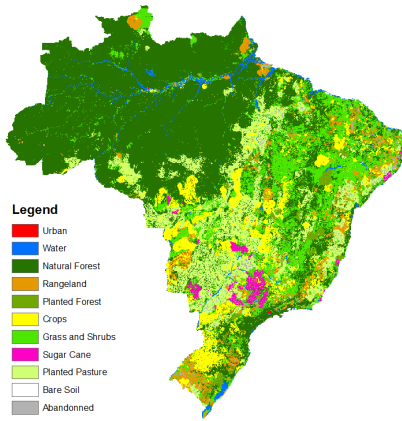 Legend
Urban
Water
Natural Forest
Rangeland
Planted Forest
Crops
Grass and Shrubs
Sugar Cane
Planted Pasture
Bare Soil
Abandonned